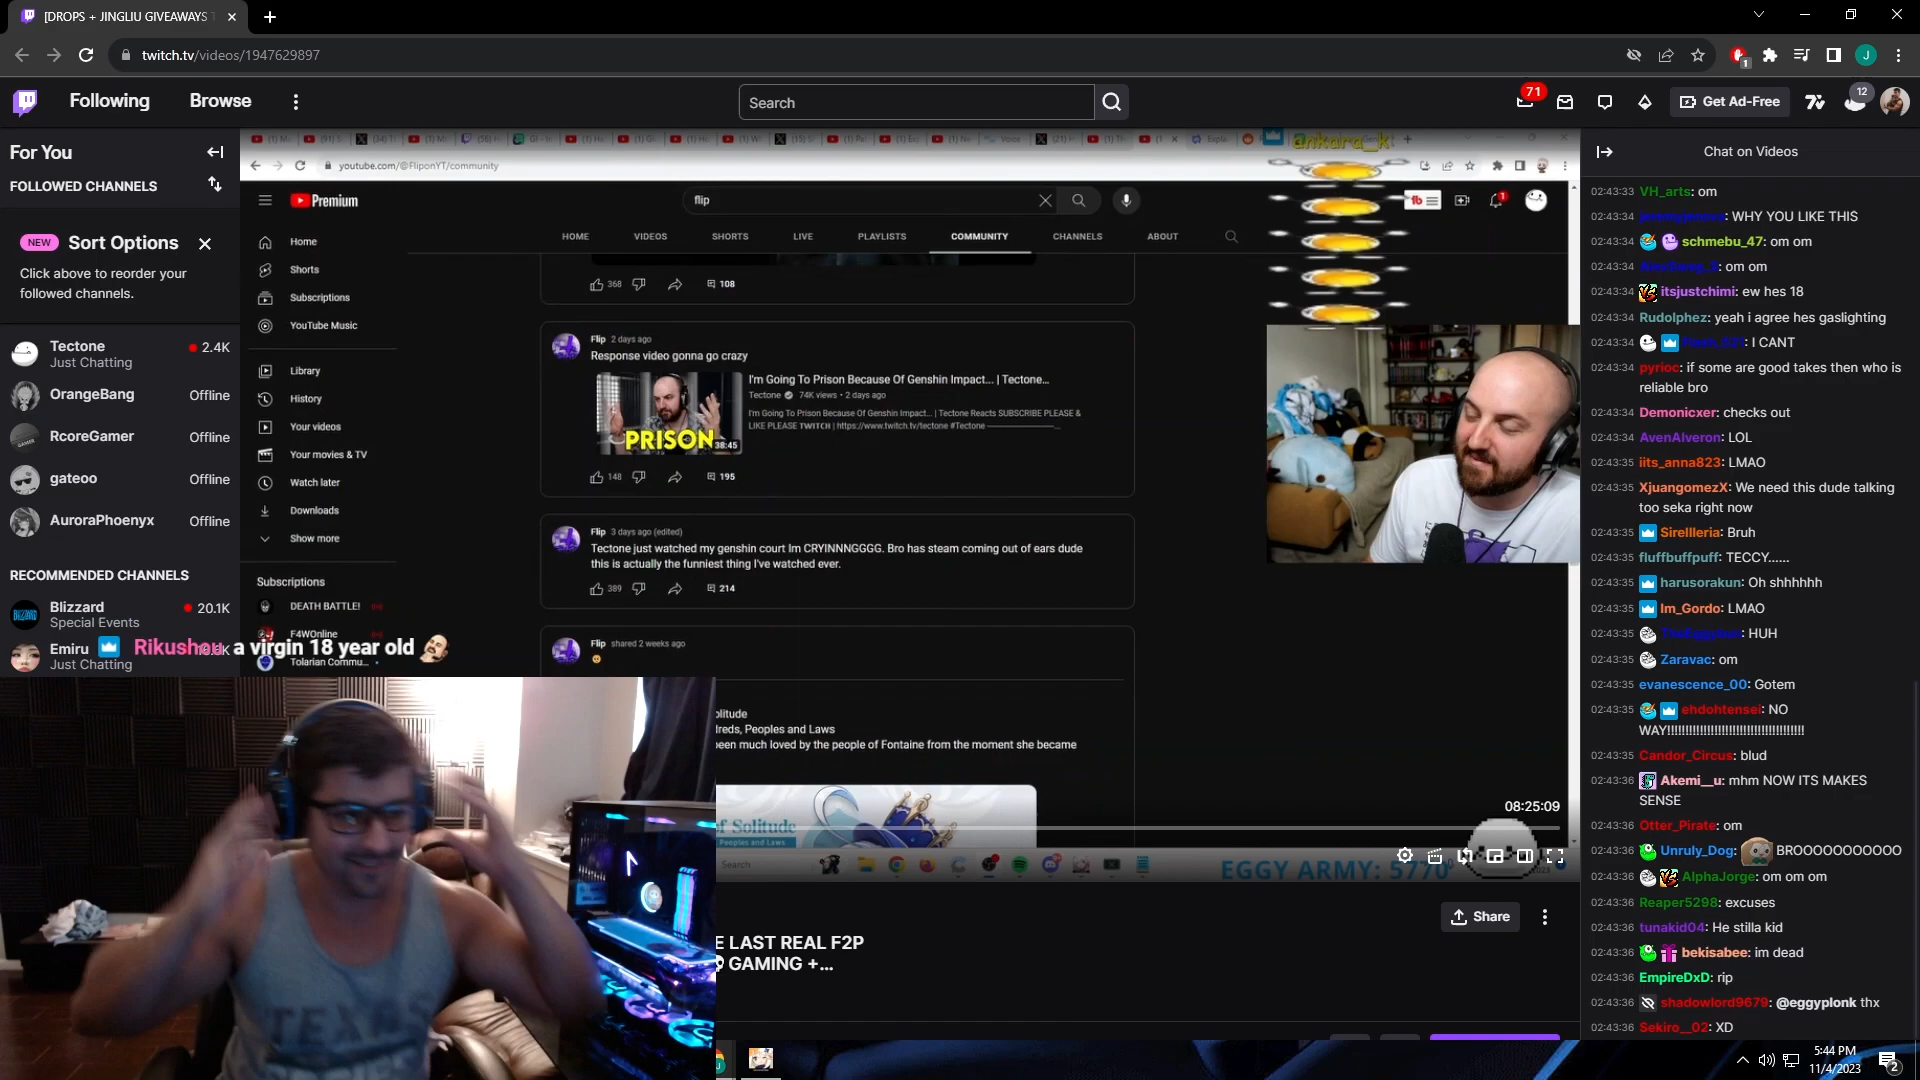 [DROPS + JINGLIU GIVEAWAYS T
twitch.tv/videos/1947629897
1
J
Following
Browse
Search
71
Get Ad-Free
12
For You
FOLLOWED CHANNELS
NEW Sort Options
Click above to reorder your
followed channels.
Tectone
2.4K
Just Chatting
OrangeBang
Offline
RcoreGamer
Offline
gateoo
Offline
AuroraPhoenyx
Offline
RECOMMENDED CHANNELS
Blizzard
20.1K
Special Events
Emiru
Just Chatting
Rikushou a virgin 18 year old
youtube.com/@FliponYT/community
Premium
flip
1
HOME
VIDEOS
SHORTS
LIVE
PLAYLISTS
COMMUNITY
CHANNELS
ABOUT
Home
Shorts
Subscriptions
YouTube Music
Library
History
Your videos
Your movies & TV
Watch later
Downloads
Show more
Subscriptions
DEATH BATTLE!
F4WOnline
Tolarian Commu...
368
108
Flip 2 days ago
Response video gonna go crazy
I'm Going To Prison Because Of Genshin Impact... | Tectone...
Tectone 74K views • 2 days ago
I'm Going To Prison Because Of Genshin Impact... | Tectone Reacts SUBSCRIBE PLEASE &
LIKE PLEASE TWITCH | https://www.twitch.tv/tectone #Tectone
PRISON
38:45
148
195
Flip 3 days ago (edited)
Tectone just watched my genshin court Im CRYINNNGGGG. Bro has steam coming out of ears dude
this is actually the funniest thing I've watched ever.
389
214
Flip shared 2 weeks ago
olitude
dreds, Peoples and Laws
been much loved by the people of Fontaine from the moment she became
of Solitude
Peoples and Laws
Search
ankara_k
08:25:09
EGGY ARMY: 5770
Share
E LAST REAL F2P
GAMING +...
TEXAS
Chat on Videos
02:43:33 VH_arts: om
02:43:34 WHY YOU LIKE THIS
02:43:34 schmebu_47: om om
02:43:34 om om
02:43:34 itsjustchimi: ew hes 18
02:43:34 Rudolphez: yeah i agree hes gaslighting
02:43:34 I CANT
02:43:34 pyrioc: if some are good takes then who is
reliable bro
02:43:34 Demonicxer: checks out
02:43:34 AvenAlveron: LOL
02:43:35 iits_anna823: LMAO
02:43:35 XjuangomezX: We need this dude talking
too seka right now
02:43:35 Sirellleria: Bruh
02:43:35 fluffbuffpuff: TECCY......
02:43:35 harusorakun: Oh shhhhhh
02:43:35 Im_Gordo: LMAO
02:43:35 HUH
02:43:35 Zaravac: om
02:43:35 evanescence_00: Gotem
02:43:35 ehdohtensei: NO
WAY!!!!!!!!!!!!!!!!!!!!!!!!!!!!!!!!!!!!!
02:43:35 Candor_Circus: blud
02:43:36 Akemi__u: mhm NOW ITS MAKES
SENSE
02:43:36 Otter_Pirate: om
02:43:36 Unruly_Dog: BROOOOOOOOOOO
02:43:36 AlphaJorge: om om om
02:43:36 Reaper5298: excuses
02:43:36 tunakid04: He stilla kid
02:43:36 bekisabee: im dead
02:43:36 EmpireDxD: rip
02:43:36 shadowlord9679: @eggyplonk thx
02:43:36 Sekiro__02: XD
5:44 PM
11/4/2023
2